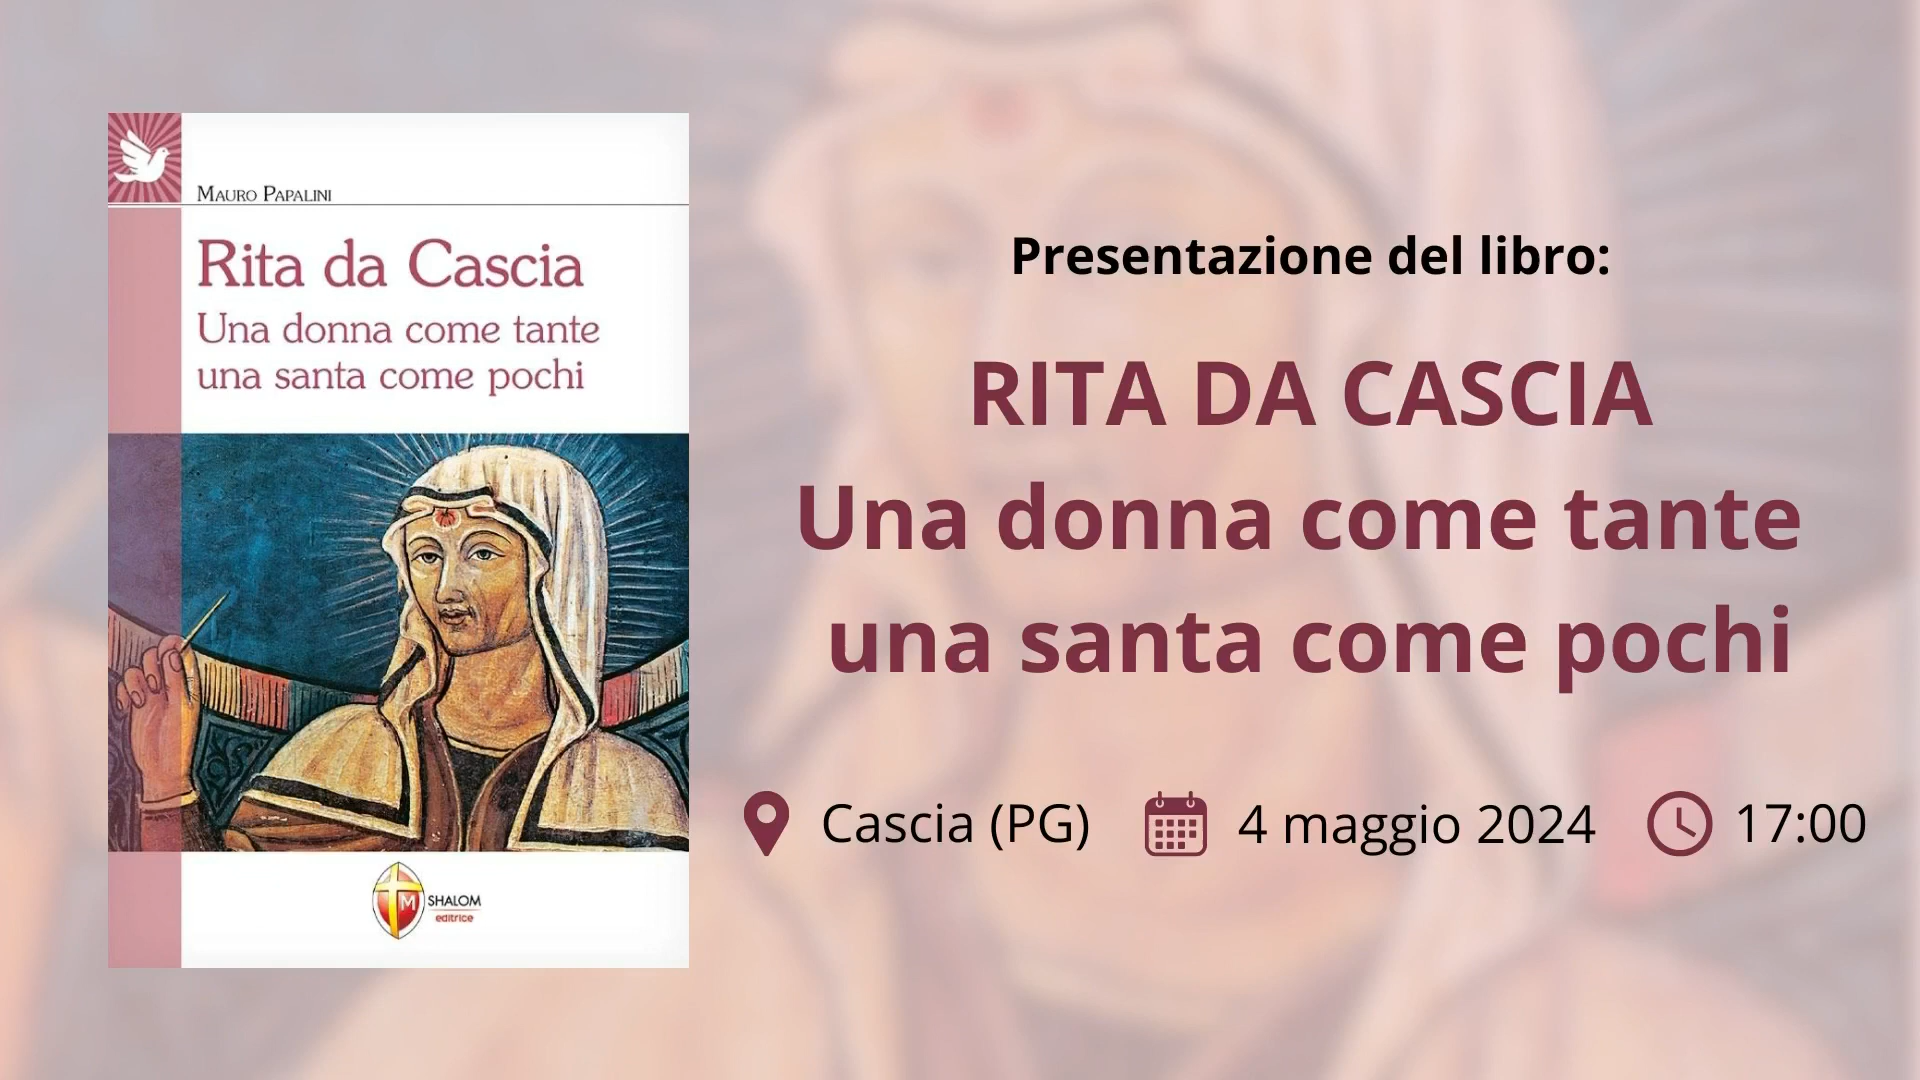 MAURO PAPALINI
Rita da Cascia
Una donna come tante
una santa come pochi
M
SHALOM
editrice
Presentazione del libro:
RITA DA CASCIA
Una donna come tante
una santa come pochi
Cascia (PG) 4 maggio 2024 17:00